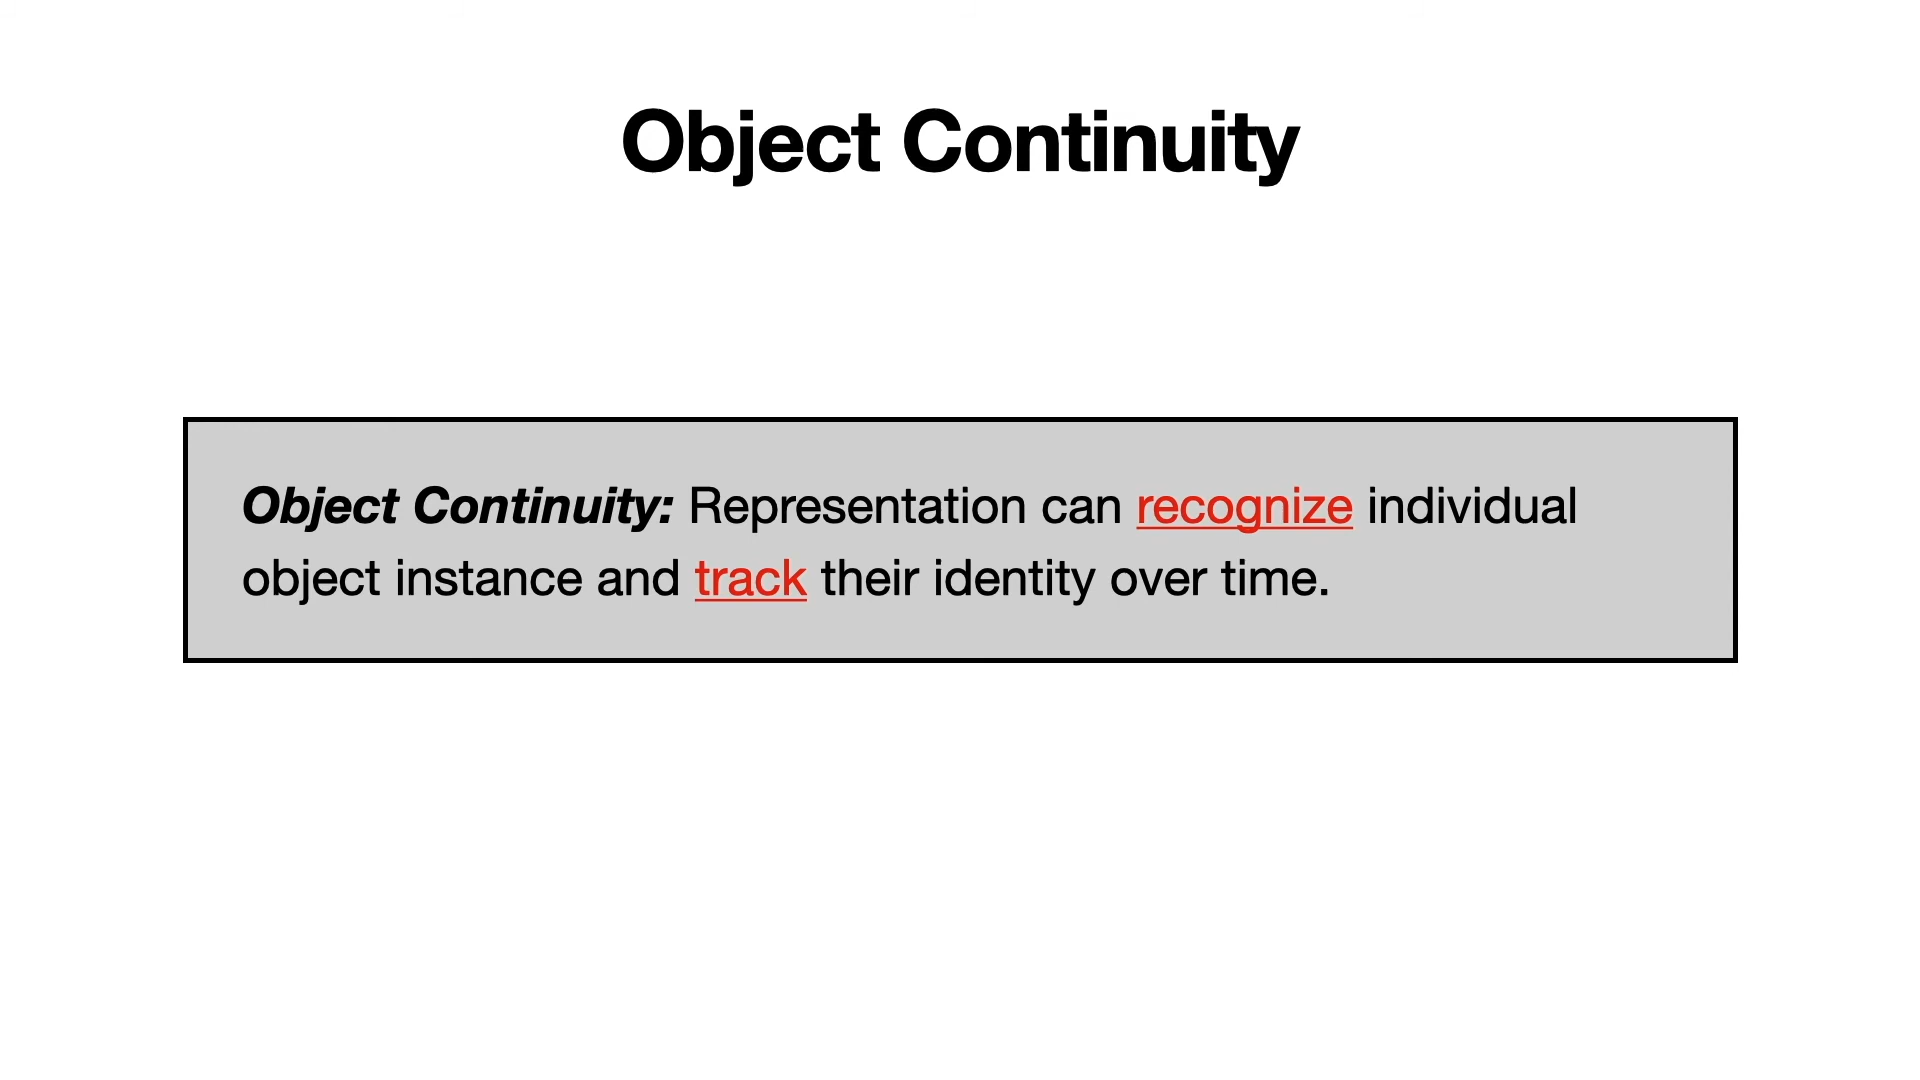 Object Continuity
Object Continuity: Representation can recognize individual
object instance and track their identity over time.